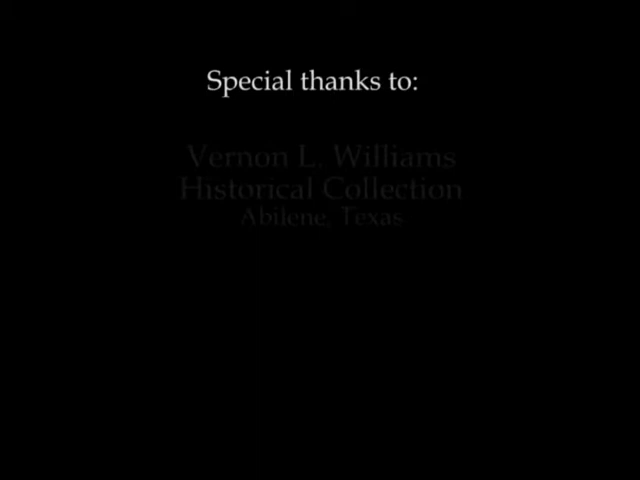 Special thanks to:
Vernon L. Williams
Historical Collection
Abilene, Texas